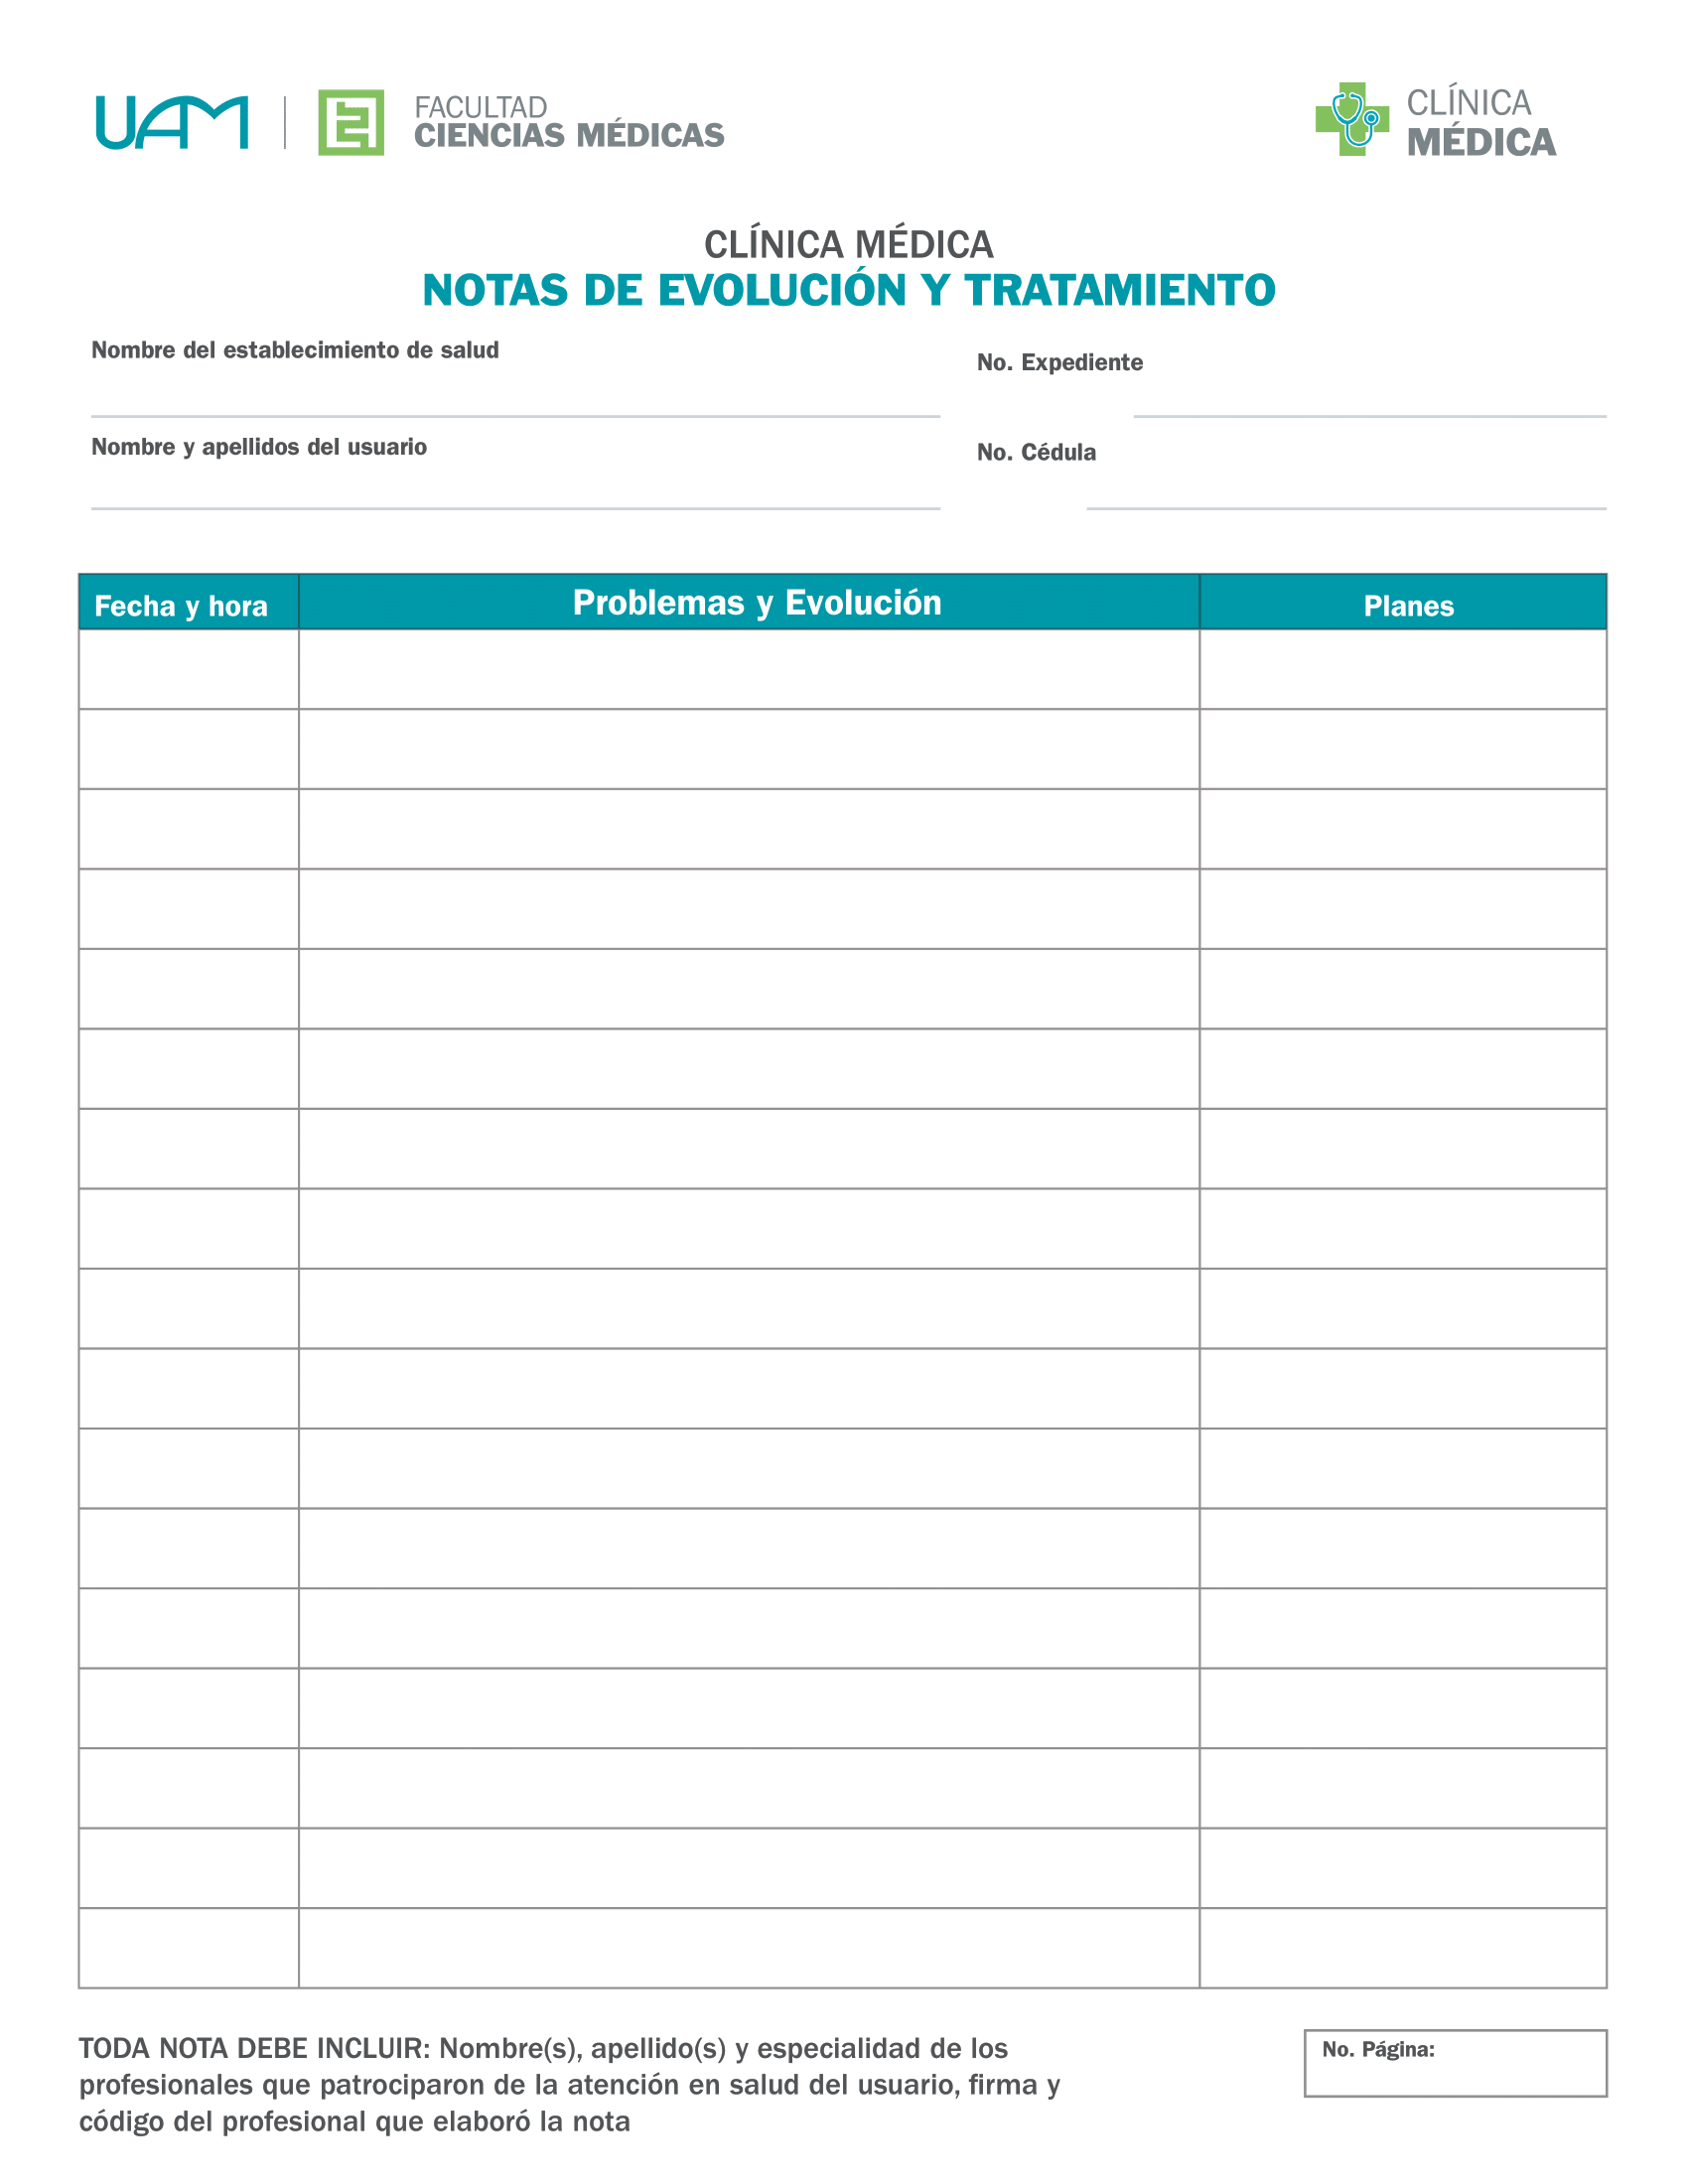 UAM
FACULTAD
CIENCIAS MÉDICAS
CLÍNICA
MÉDICA
CLÍNICA MÉDICA
NOTAS DE EVOLUCIÓN Y TRATAMIENTO
Nombre del establecimiento de salud
No. Expediente
Nombre y apellidos del usuario
No. Cédula
Fecha y hora
Problemas y Evolución
Planes
TODA NOTA DEBE INCLUIR: Nombre(s), apellido(s) y especialidad de los
profesionales que patrociparon de la atención en salud del usuario, firma y
código del profesional que elaboró la nota
No. Página: